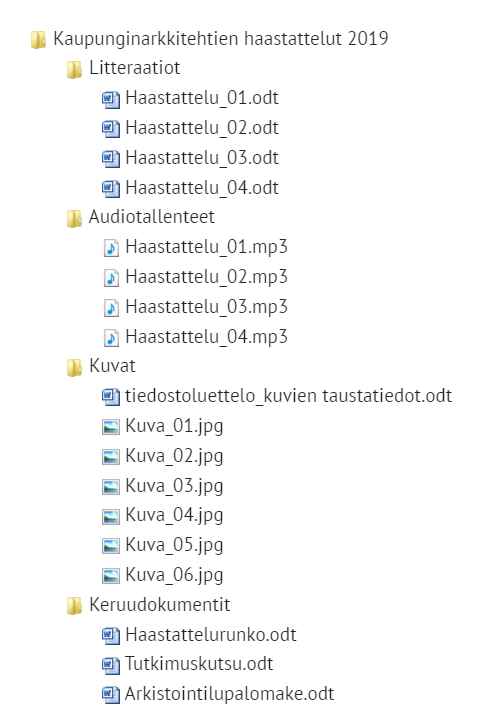 Kaupunginarkkitehtien haastattelut 2019
Litteraatiot
Haastattelu_01.odt
Haastattelu_02.odt
Haastattelu_03.odt
Haastattelu_04.odt
Audiotallenteet
Haastattelu_01.mp3
Haastattelu_02.mp3
Haastattelu_03.mp3
Haastattelu_04.mp3
Kuvat
tiedostoluettelo_kuvien taustatiedot.odt
Kuva_01.jpg
Kuva_02.jpg
Kuva_03.jpg
Kuva_04.jpg
Kuva_05.jpg
Kuva_06.jpg
Keruudokumentit
Haastattelurunko.odt
Tutkimuskutsu.odt
Arkistointilupalomake.odt